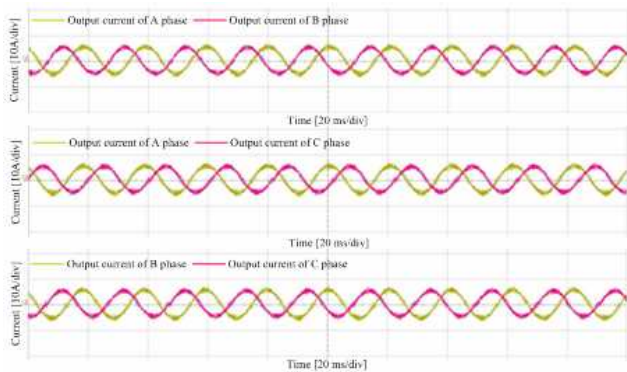 Output current of A phase Output current of B phase
Current [10A/div]
Time [20 ms/div]
Output current of A phase Output current of C phase
Current [10A/div]
Time [20 ms/div]
Output current of B phase Output current of C phase
Current [10A/div]
Time [20 ms/div]